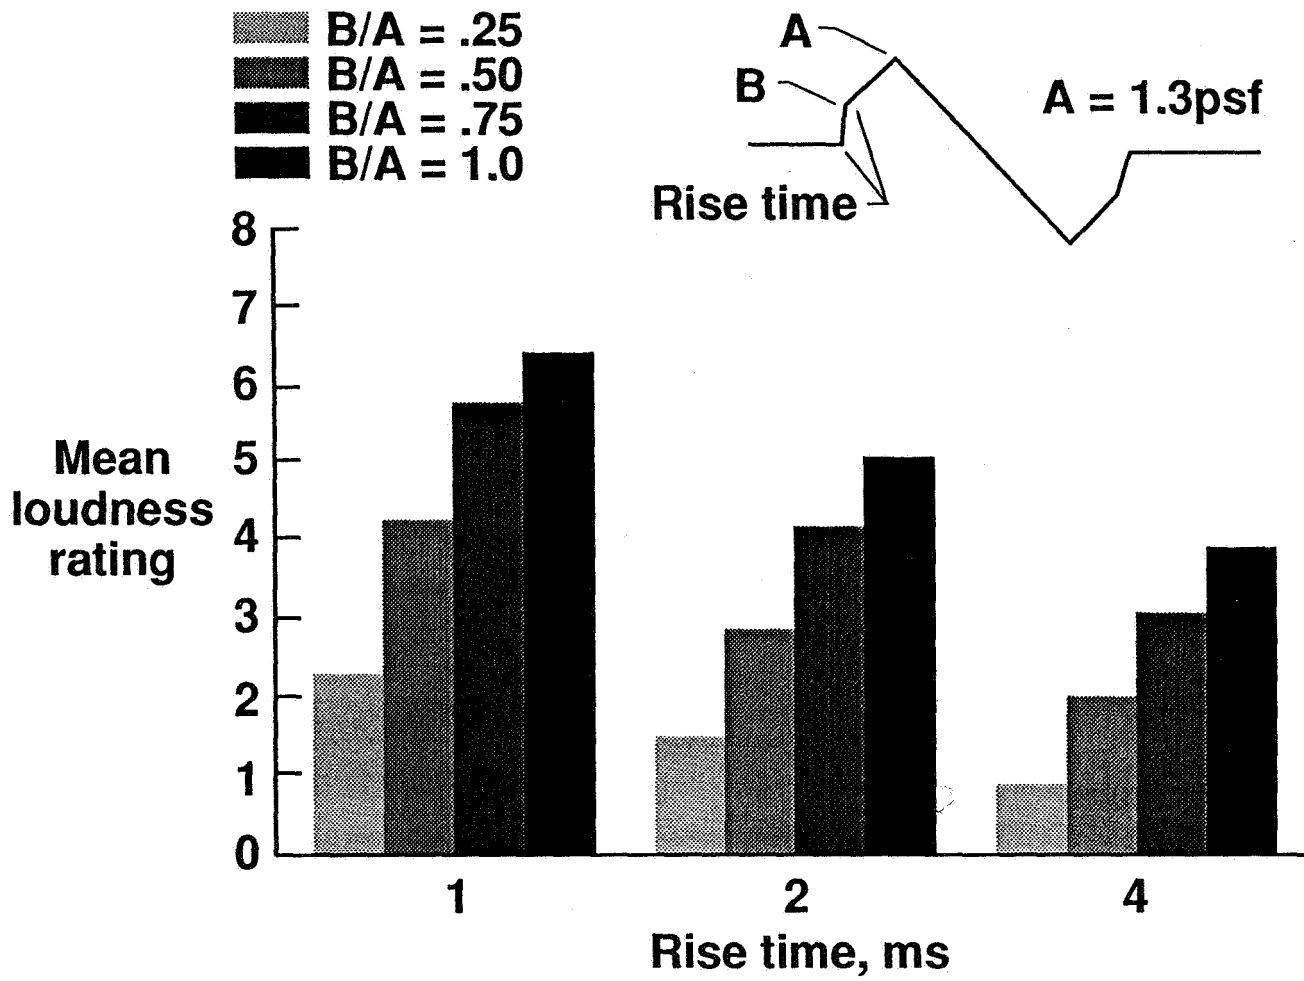 B/A = .25
B/A = .50
B/A = .75
B/A = 1.0
A
B
A = 1.3psf
Rise time
8
7
6
5
4
3
2
1
0
Mean
loudness
rating
1 2 4
Rise time, ms